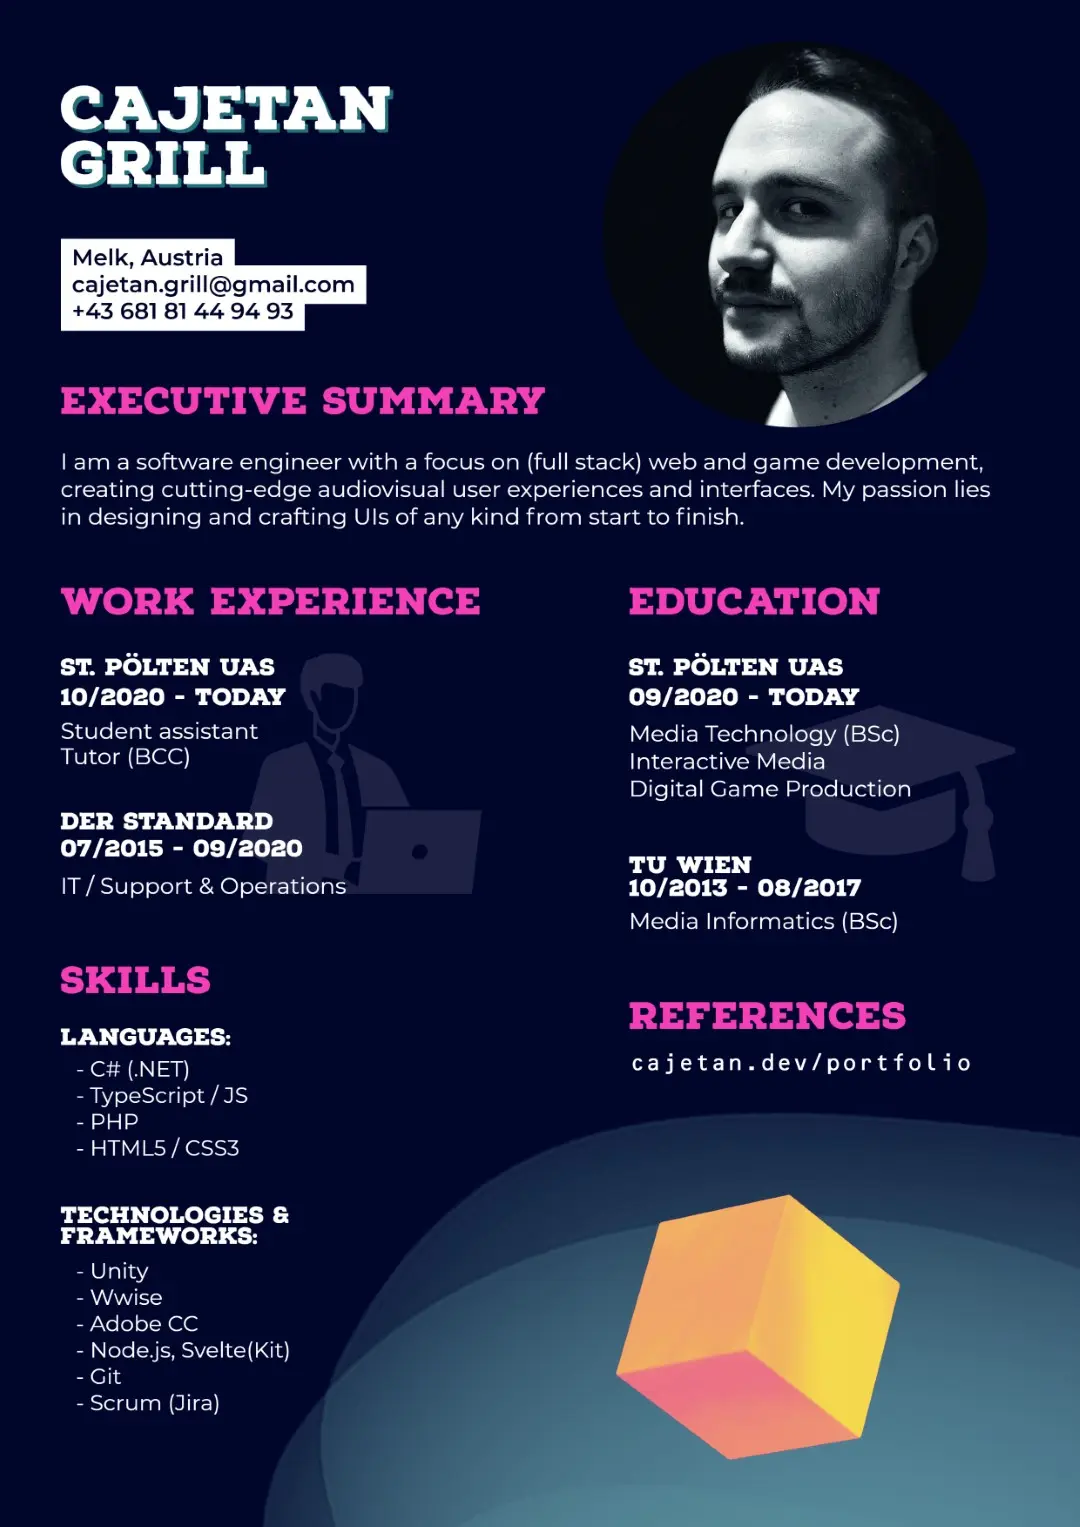 CAJETAN
GRILL
Melk, Austria
cajetan.grill@gmail.com
+43 681 81 44 94 93
EXECUTIVE SUMMARY
I am a software engineer with a focus on (full stack) web and game development,
creating cutting-edge audiovisual user experiences and interfaces. My passion lies
in designing and crafting UIs of any kind from start to finish.
WORK EXPERIENCE
ST. PÖLTEN UAS
10/2020 - TODAY
Student assistant
Tutor (BCC)
DER STANDARD
07/2015 - 09/2020
IT / Support & Operations
EDUCATION
ST. PÖLTEN UAS
09/2020 - TODAY
Media Technology (BSc)
Interactive Media
Digital Game Production
TU WIEN
10/2013 - 08/2017
Media Informatics (BSc)
SKILLS
LANGUAGES:
- C# (.NET)
- TypeScript / JS
- PHP
- HTML5 / CSS3
TECHNOLOGIES &
FRAMEWORKS:
- Unity
- Wwise
- Adobe CC
- Node.js, Svelte(Kit)
- Git
- Scrum (Jira)
REFERENCES
cajetan.dev/portfolio